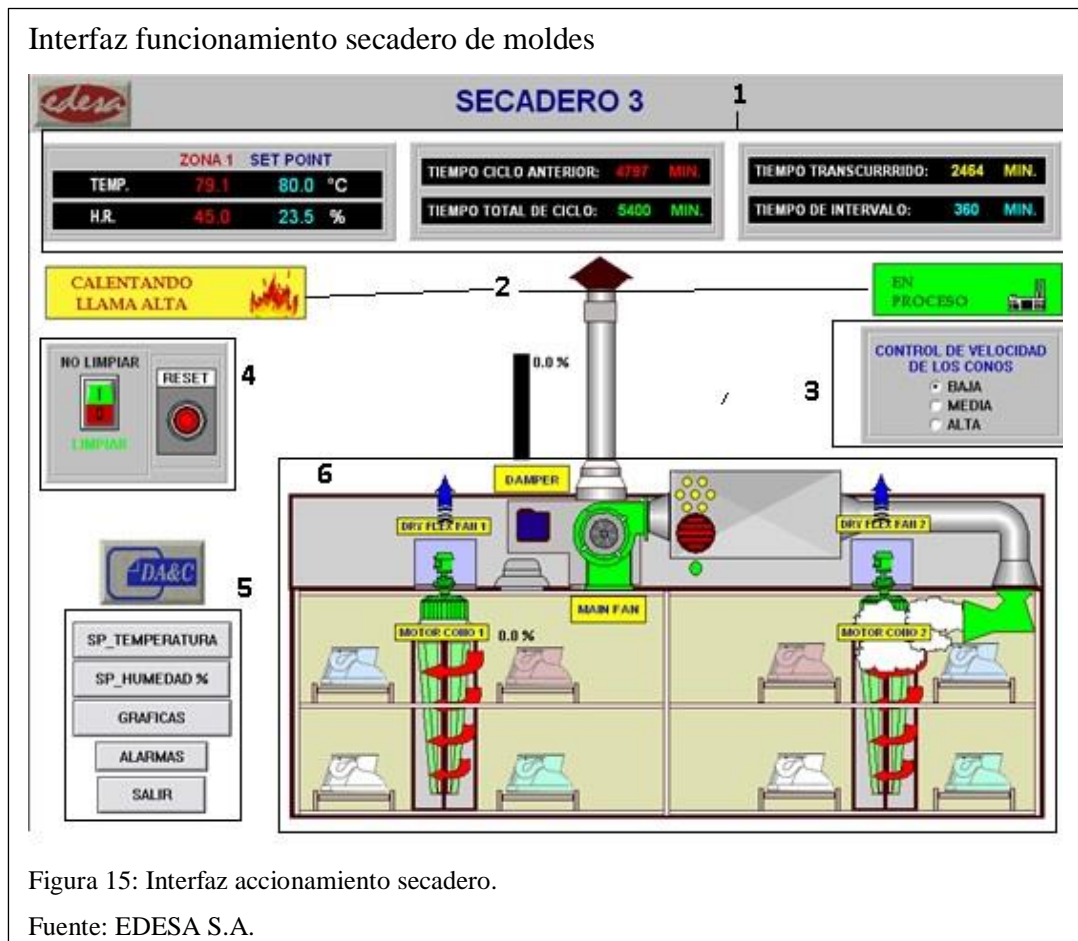 Interfaz funcionamiento secadero de moldes
edesa
SECADERO 3
1
ZONA 1 SET POINT
TEMP. 79.1 80.0 °C
H.R. 45.0 23.5 %
TIEMPO CICLO ANTERIOR: 4797 MIN.
TIEMPO TOTAL DE CICLO: 5400 MIN.
TIEMPO TRANSCURRRIDO: 2464 MIN.
TIEMPO DE INTERVALO: 360 MIN.
CALENTANDO
LLAMA ALTA
2
EN
PROCESO
NO LIMPIAR
I
0
LIMPIAR
RESET
4
0.0 %
3
CONTROL DE VELOCIDAD
DE LOS CONOS
BAJA
MEDIA
ALTA
6
DAMPER
DRY FLEX FAN 1
DRY FLEX FAN 2
DA&C
5
MAIN FAN
MOTOR CONO 1 0.0 %
MOTOR CONO 2
SP_TEMPERATURA
SP_HUMEDAD %
GRAFICAS
ALARMAS
SALIR
Figura 15: Interfaz accionamiento secadero.
Fuente: EDESA S.A.